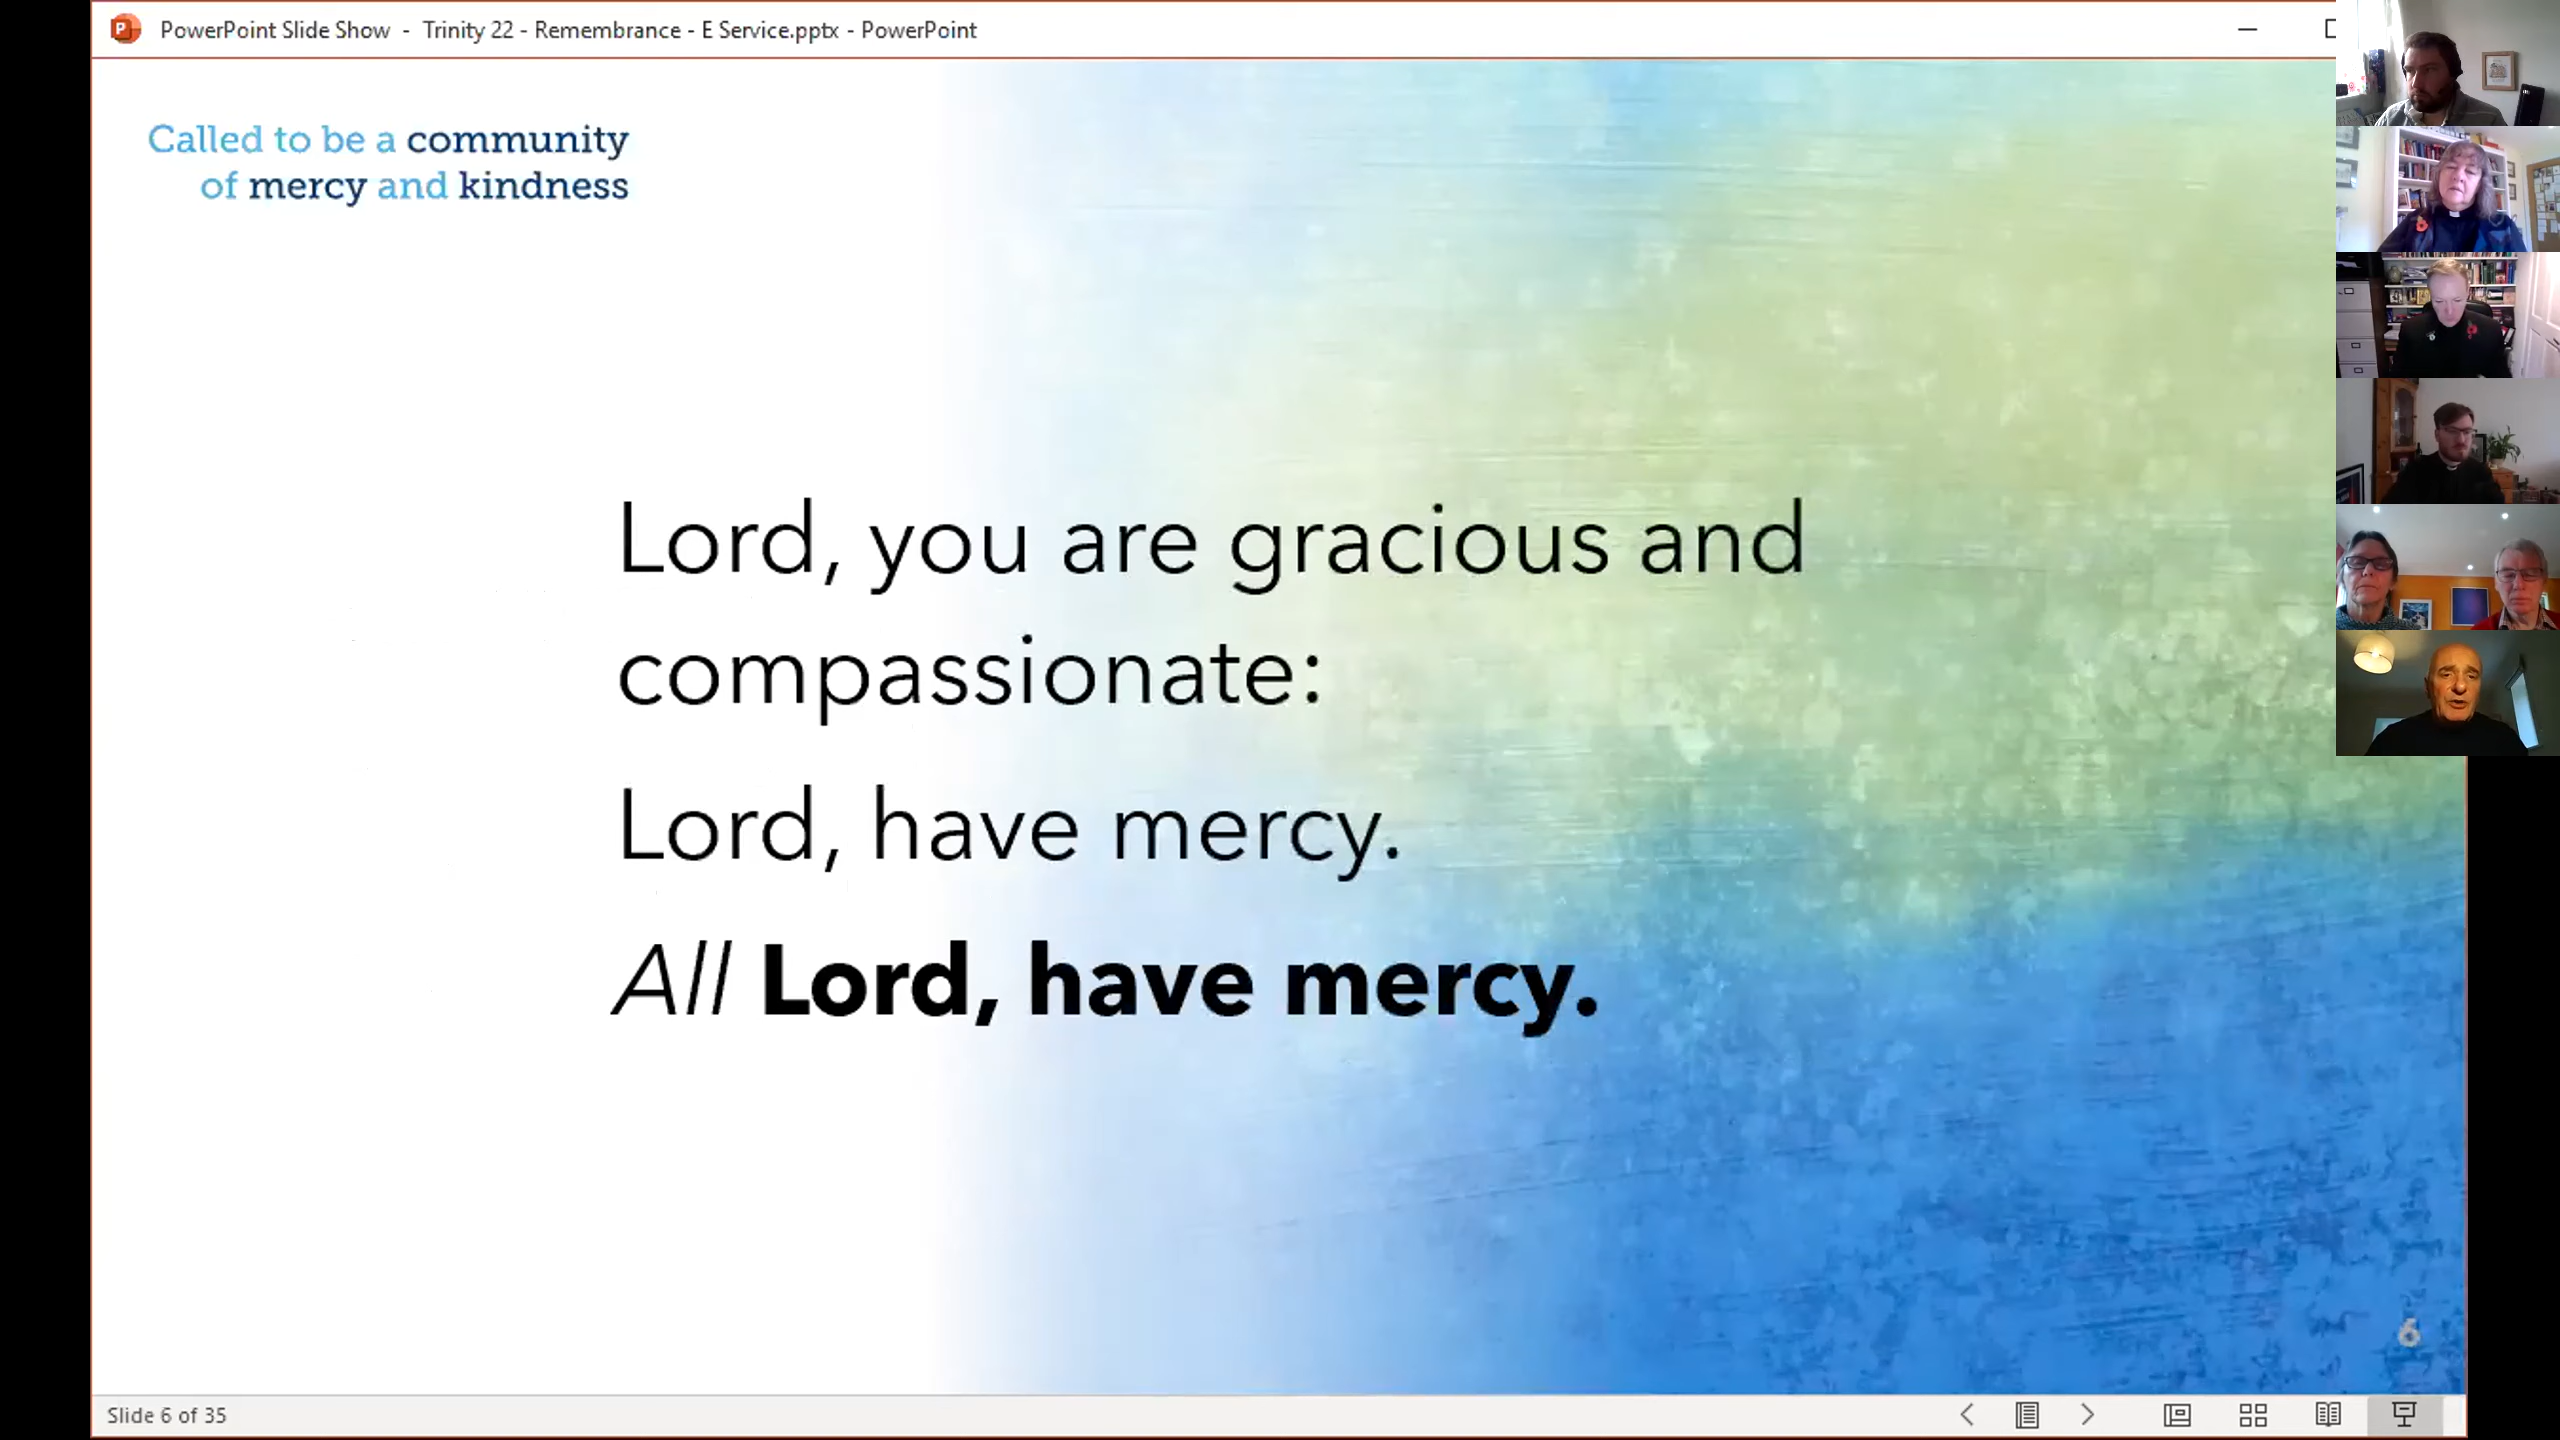 PowerPoint Slide Show - Trinity 22 - Remembrance - E Service.pptx - PowerPoint
Called to be a community
of mercy and kindness
Lord, you are gracious and
compassionate:
Lord, have mercy.
All Lord, have mercy.
6
Slide 6 of 35